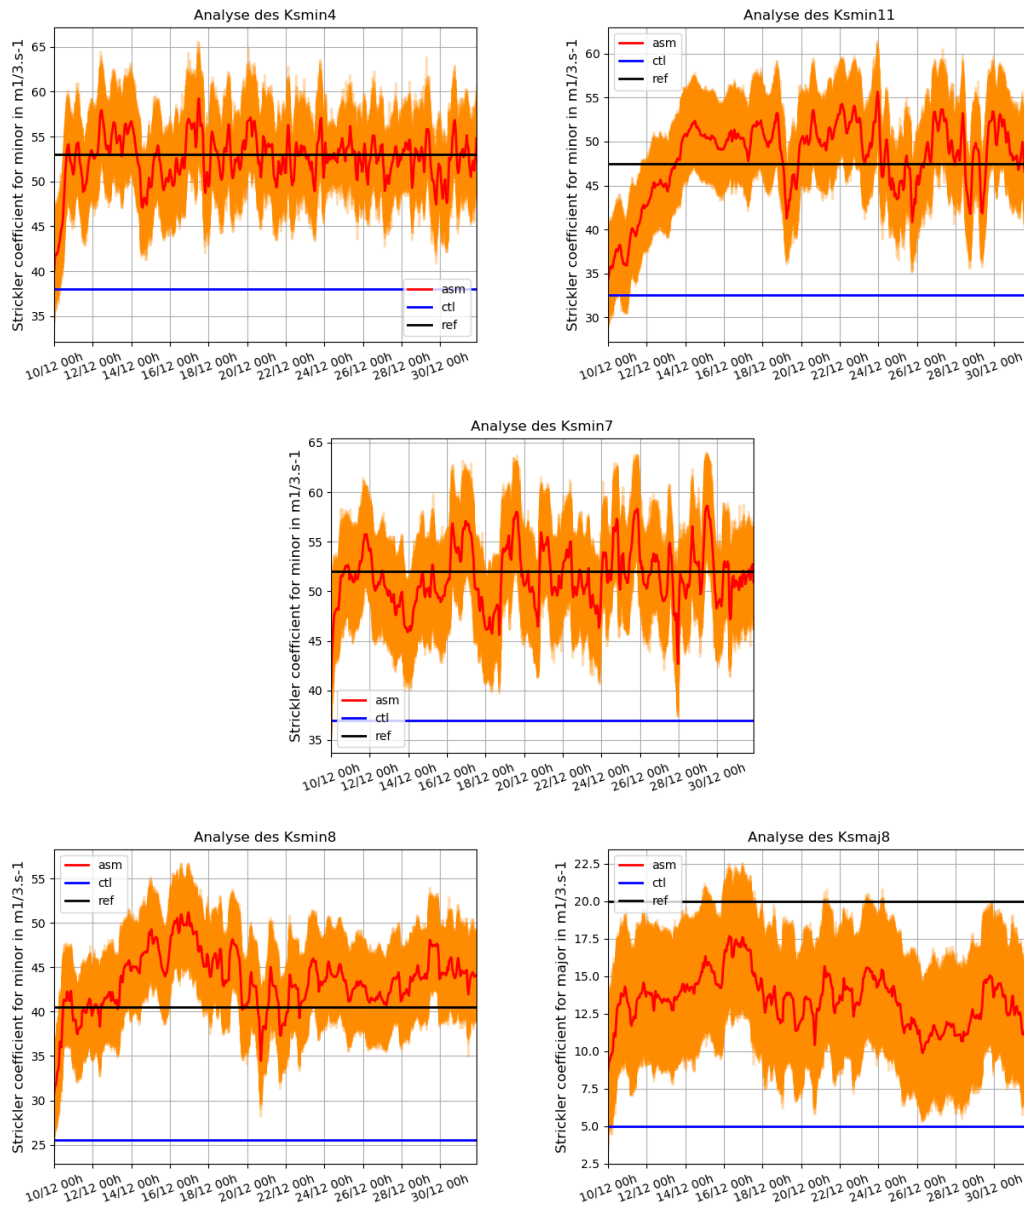 Analyse des Ksmin4
Strickler coefficient for minor in m1/3.s-1
65
60
55
50
45
40
35
asm
ctl
ref
10/12 00h
12/12 00h
14/12 00h
16/12 00h
18/12 00h
20/12 00h
22/12 00h
24/12 00h
26/12 00h
28/12 00h
30/12 00h
Analyse des Ksmin11
Strickler coefficient for minor in m1/3.s-1
60
55
50
45
40
35
30
asm
ctl
ref
10/12 00h
12/12 00h
14/12 00h
16/12 00h
18/12 00h
20/12 00h
22/12 00h
24/12 00h
26/12 00h
28/12 00h
30/12 00h
Analyse des Ksmin7
Strickler coefficient for minor in m1/3.s-1
65
60
55
50
45
40
35
asm
ctl
ref
10/12 00h
12/12 00h
14/12 00h
16/12 00h
18/12 00h
20/12 00h
22/12 00h
24/12 00h
26/12 00h
28/12 00h
30/12 00h
Analyse des Ksmin8
Strickler coefficient for minor in m1/3.s-1
55
50
45
40
35
30
25
asm
ctl
ref
10/12 00h
12/12 00h
14/12 00h
16/12 00h
18/12 00h
20/12 00h
22/12 00h
24/12 00h
26/12 00h
28/12 00h
30/12 00h
Analyse des Ksmaj8
Strickler coefficient for major in m1/3.s-1
22.5
20.0
17.5
15.0
12.5
10.0
7.5
5.0
2.5
asm
ctl
ref
10/12 00h
12/12 00h
14/12 00h
16/12 00h
18/12 00h
20/12 00h
22/12 00h
24/12 00h
26/12 00h
28/12 00h
30/12 00h